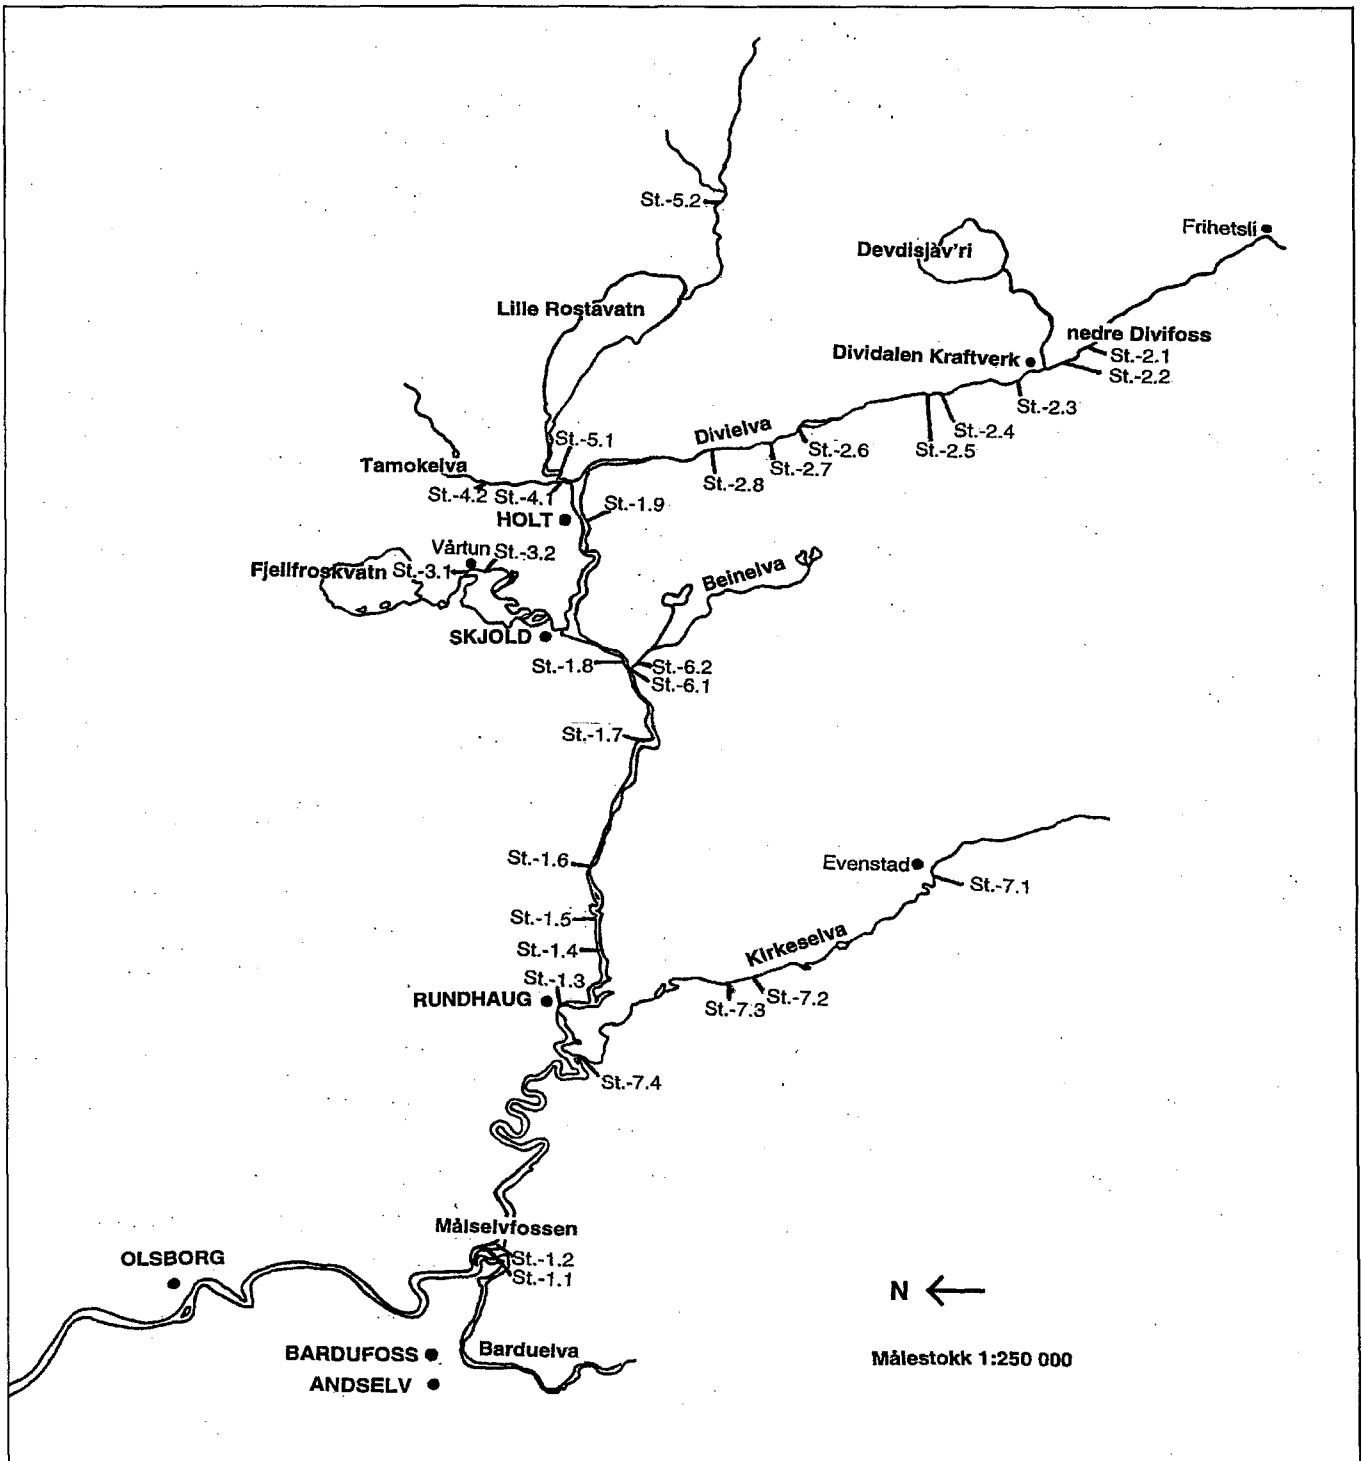 St.-5.2
Frihetsli
Devdisjàv'ri
Lille Rostavatn
nedre Divifoss
Dividalen Kraftverk
St.-2.1
St.-2.2
St.-2.3
St.-2.4
St.-2.5
Divielva
St.-2.6
St.-2.7
St.-2.8
St.-5.1
Tamokelva
St.-4.2 St.-4.1
St.-1.9
HOLT
Vårtun St.-3.2
Fjellfroskvatn St.-3.1
Beinelva
SKJOLD
St.-1.8
St.-6.2
St.-6.1
St.-1.7
St.-1.6
Evenstad
St.-7.1
St.-1.5
St.-1.4
Kirkeselva
St.-1.3
RUNDHAUG
St.-7.2
St.-7.3
St.-7.4
Målselvfossen
OLSBORG
St.-1.2
St.-1.1
N
BARDUFOSS
Barduelva
Målestokk 1:250 000
ANDSELV